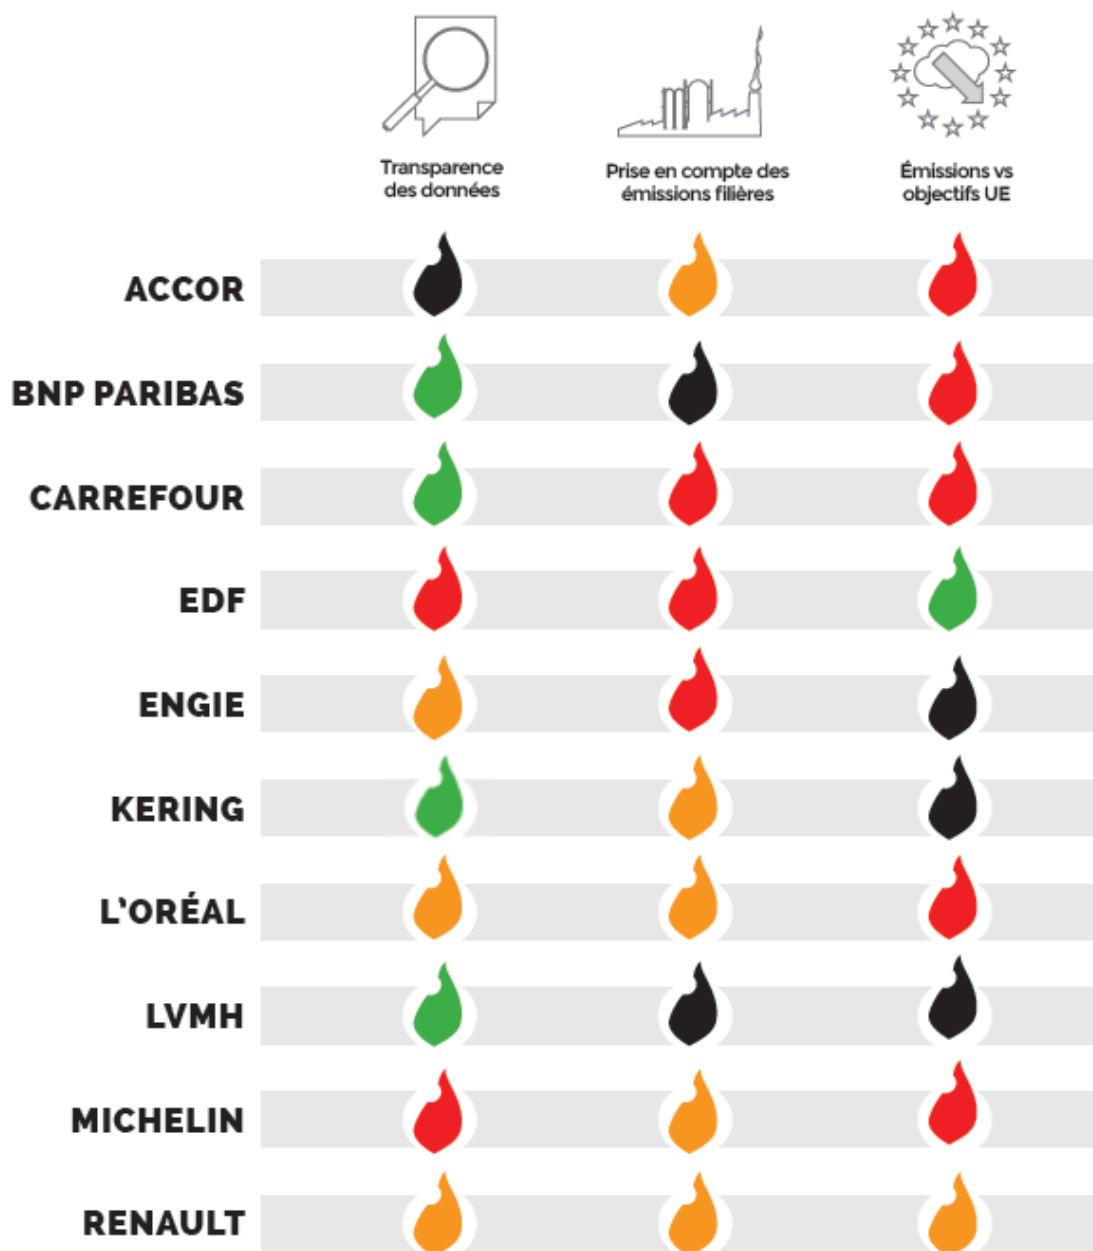 Transparence
des données
Prise en compte des
émissions filières
Émissions vs
objectifs UE
ACCOR
BNP PARIBAS
CARREFOUR
EDF
ENGIE
KERING
L'ORÉAL
LVMH
MICHELIN
RENAULT